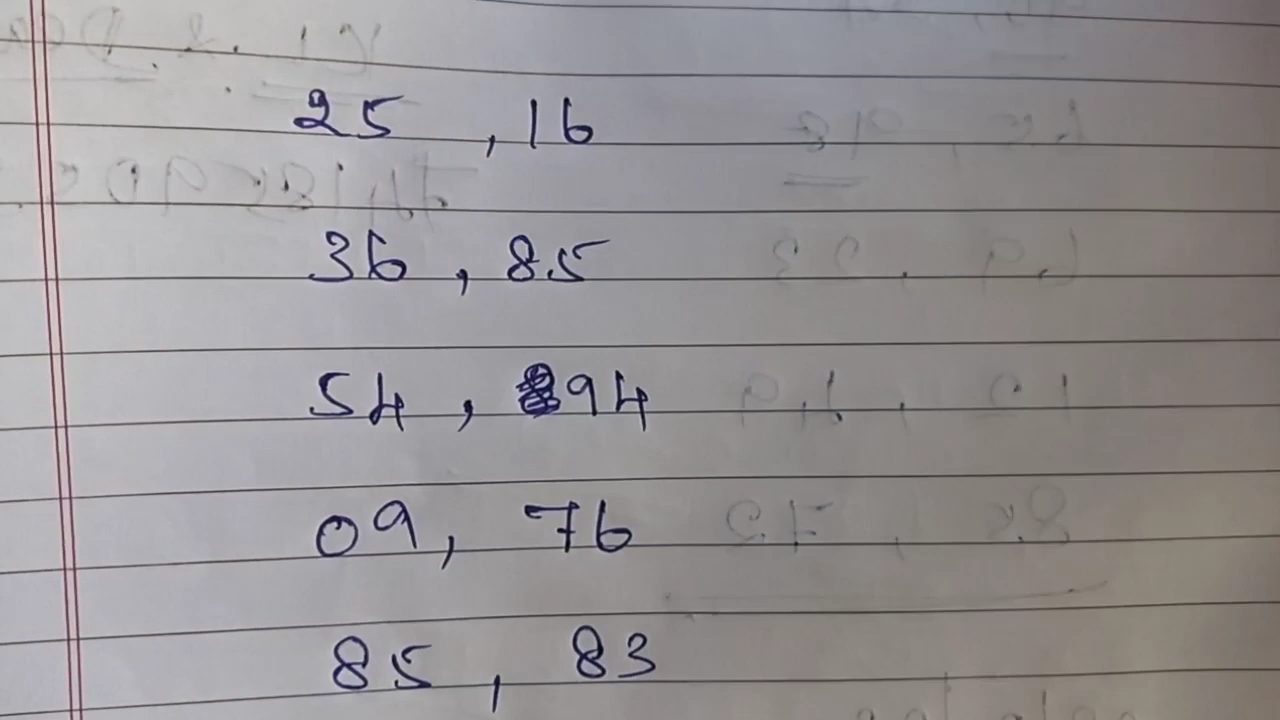 25 , 16
36 , 85
54 , 94
09 , 76
85 , 83